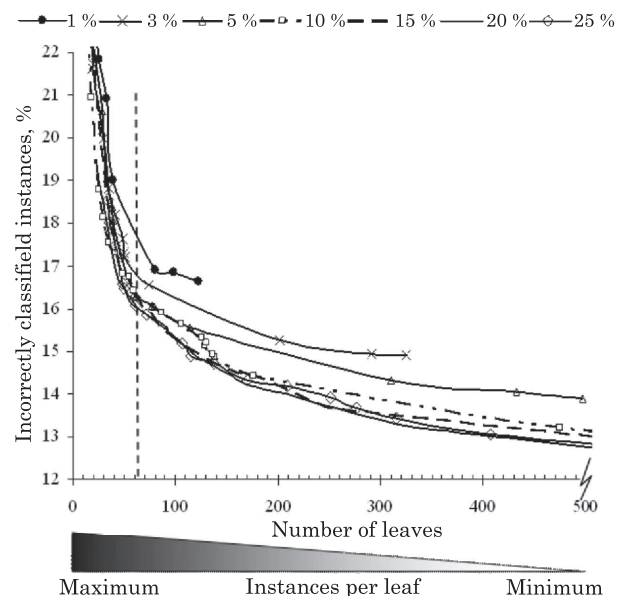 1 % 3 % 5 % 10 % 15 % 20 % 25 %
22
21
20
19
18
17
16
15
14
13
12
Incorrectly classifield instances, %
0 100 200 300 400 500
Number of leaves
Maximum Instances per leaf Minimum